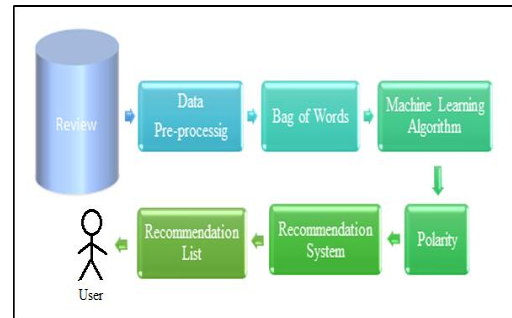 Review
Data
Pre-processig
Bag of Words
Machine Learning
Algorithm
Polarity
Recommendation
System
Recommendation
List
User